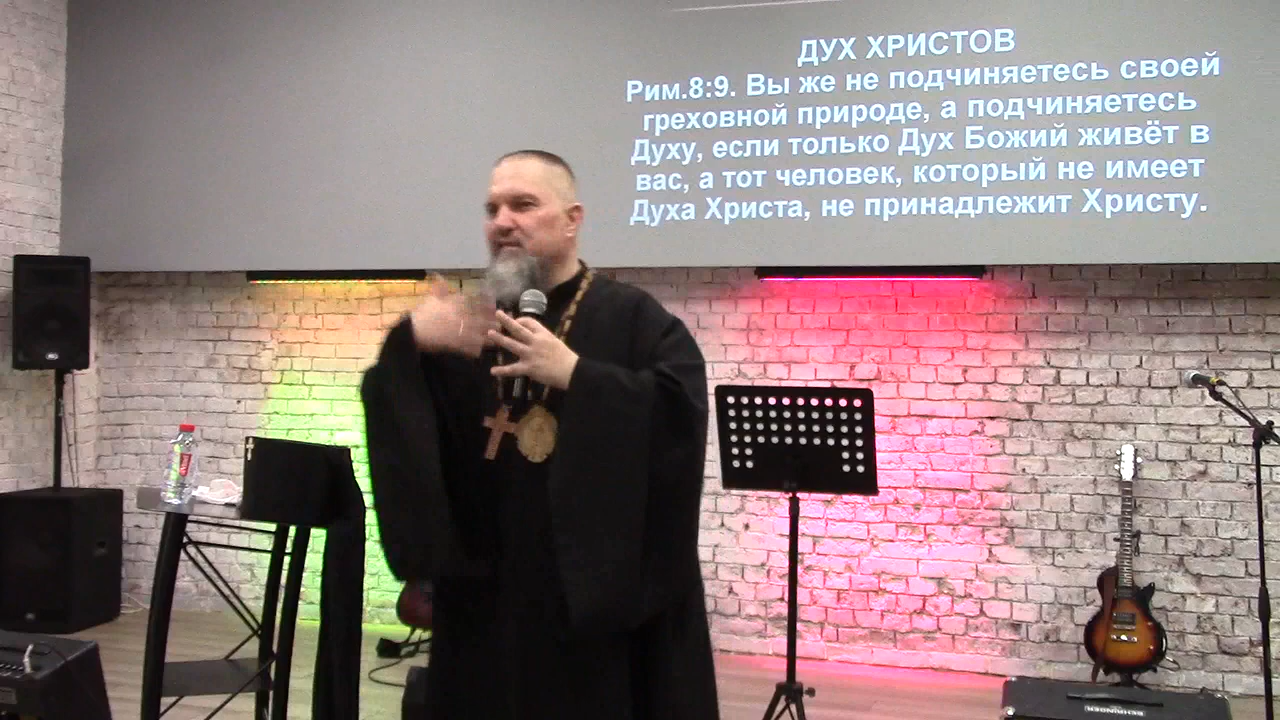 ДУХ ХРИСТОВ
Рим.8:9. Вы же не подчиняетесь своей
греховной природе, а подчиняетесь
Духу, если только Дух Божий живёт в
вас, а тот человек, который не имеет
Духа Христа, не принадлежит Христу.
BEHRINGER